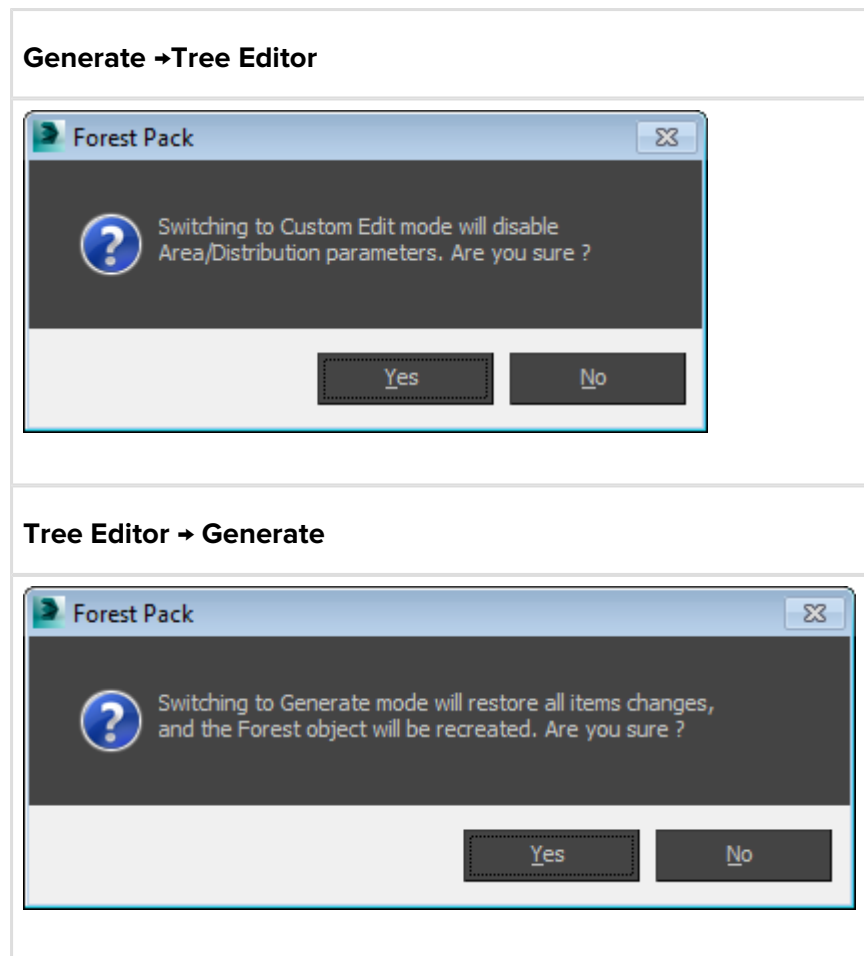 Generate →Tree Editor
Forest Pack
Switching to Custom Edit mode will disable
Area/Distribution parameters. Are you sure ?
Yes No
Tree Editor → Generate
Forest Pack
Switching to Generate mode will restore all items changes,
and the Forest object will be recreated. Are you sure ?
Yes No